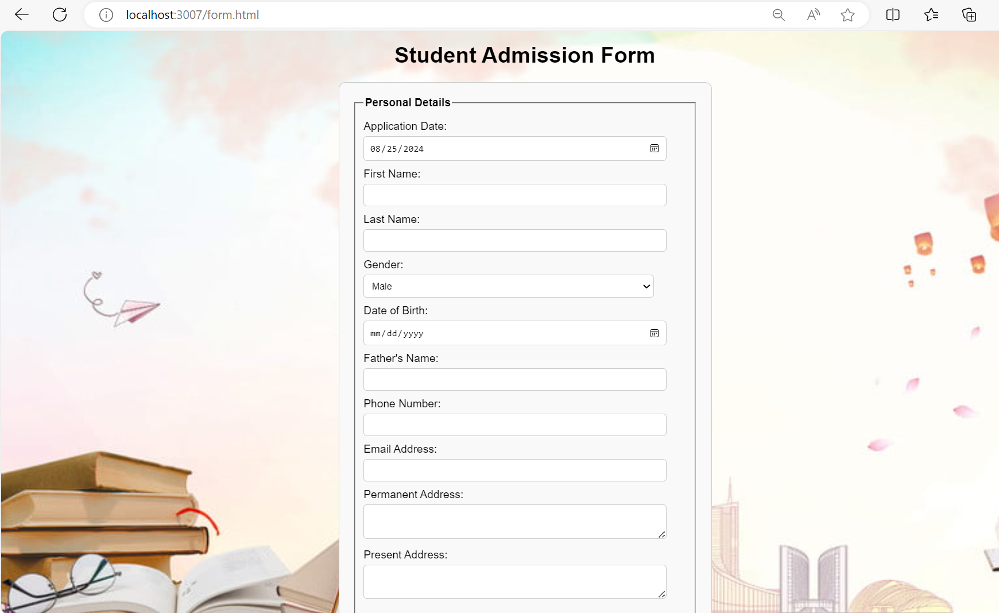 localhost:3007/form.html
Student Admission Form
Personal Details
Application Date:
08/25/2024
First Name:
Last Name:
Gender:
Male
Date of Birth:
mm/dd/yyyy
Father's Name:
Phone Number:
Email Address:
Permanent Address:
Present Address: